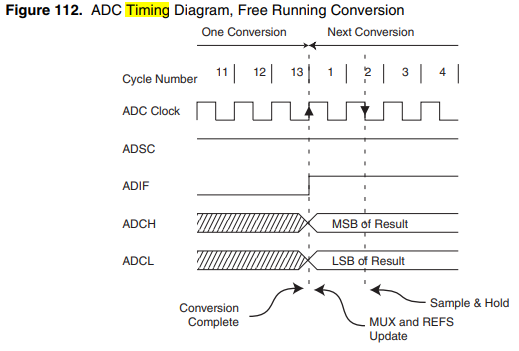 Figure 112. ADC Timing Diagram, Free Running Conversion
One Conversion Next Conversion
Cycle Number 11 12 13 1 2 3 4
ADC Clock
ADSC
ADIF
ADCH MSB of Result
ADCL LSB of Result
Conversion Complete
MUX and REFS Update
Sample & Hold